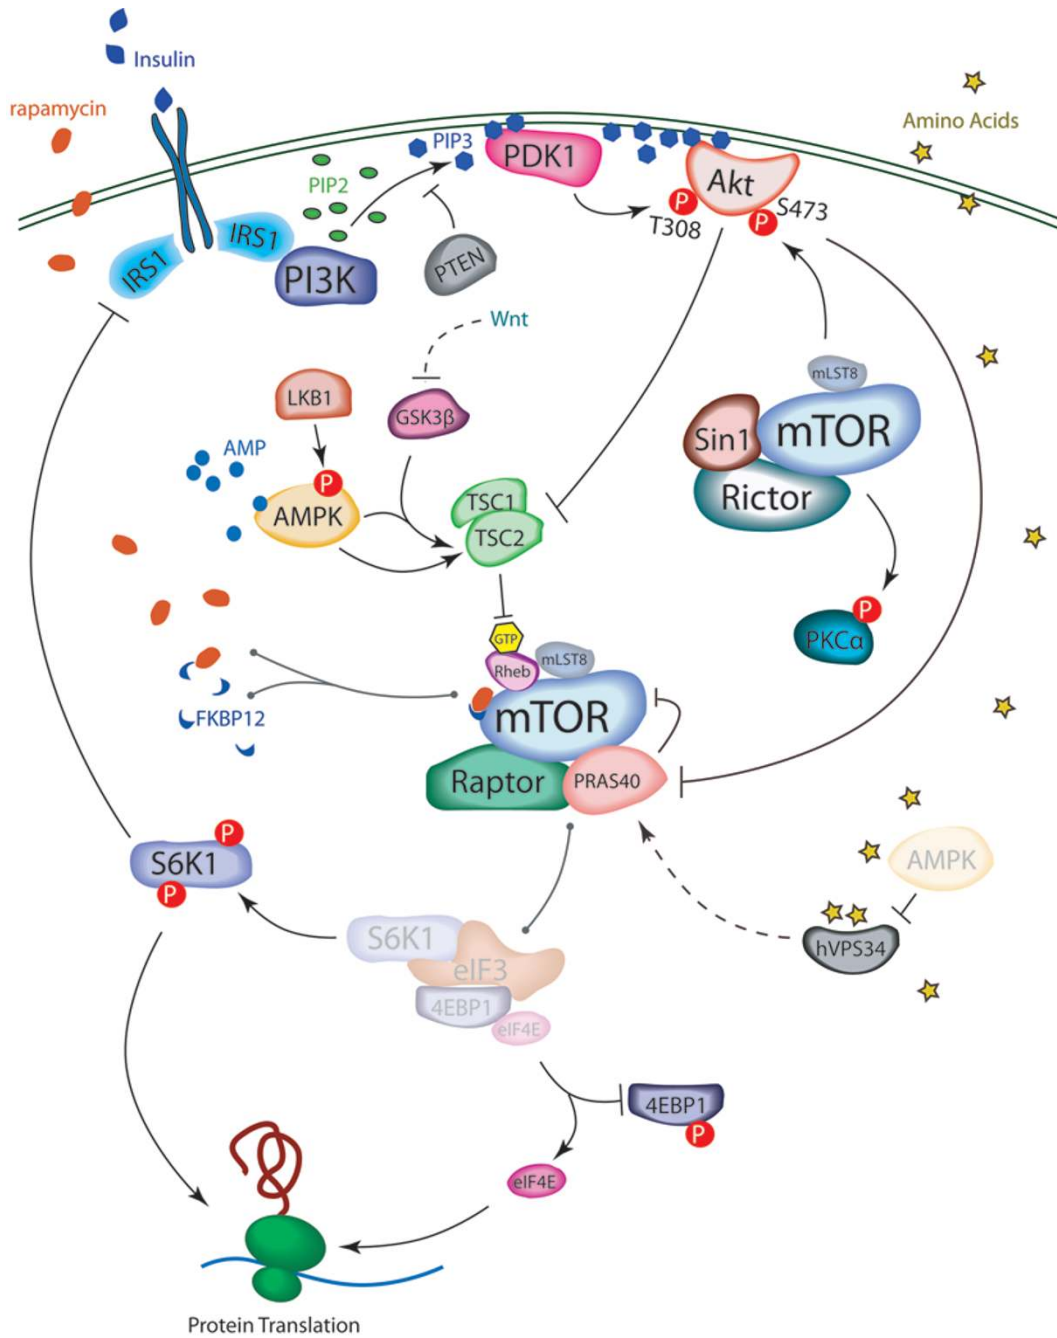 Insulin
rapamycin
Amino Acids
PIP3
PDK1
Akt
PIP2
P
S473
P
T308
IRS1
IRS1
PI3K
PTEN
Wnt
mLST8
LKB1
GSK3β
Sin1
mTOR
AMP
P
Rictor
AMPK
TSC1
TSC2
P
PKCα
GTP
Rheb
mLST8
FKBP12
mTOR
Raptor
PRAS40
P
S6K1
P
AMPK
hVPS34
S6K1
eIF3
4EBP1
eIF4E
4EBP1
P
eIF4E
Protein Translation